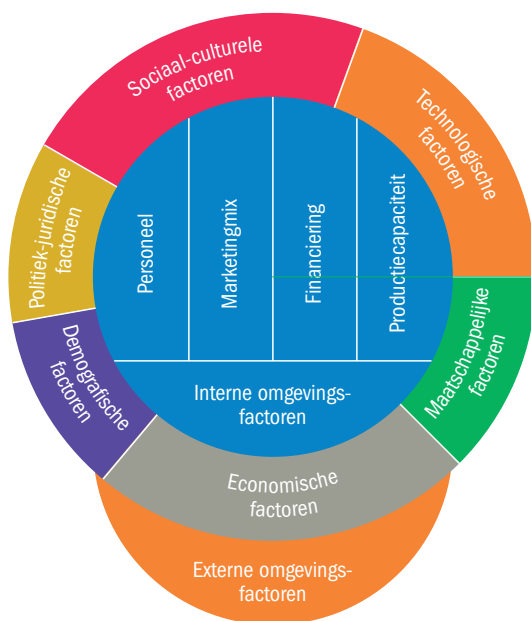 Sociaal-culturele
factoren
Technologische
factoren
Politiek-juridische
factoren
Personeel
Marketingmix
Financiering
Productiecapaciteit
Maatschappelijke
factoren
Demografische
factoren
Interne omgevings-
factoren
Economische
factoren
Externe omgevings-
factoren